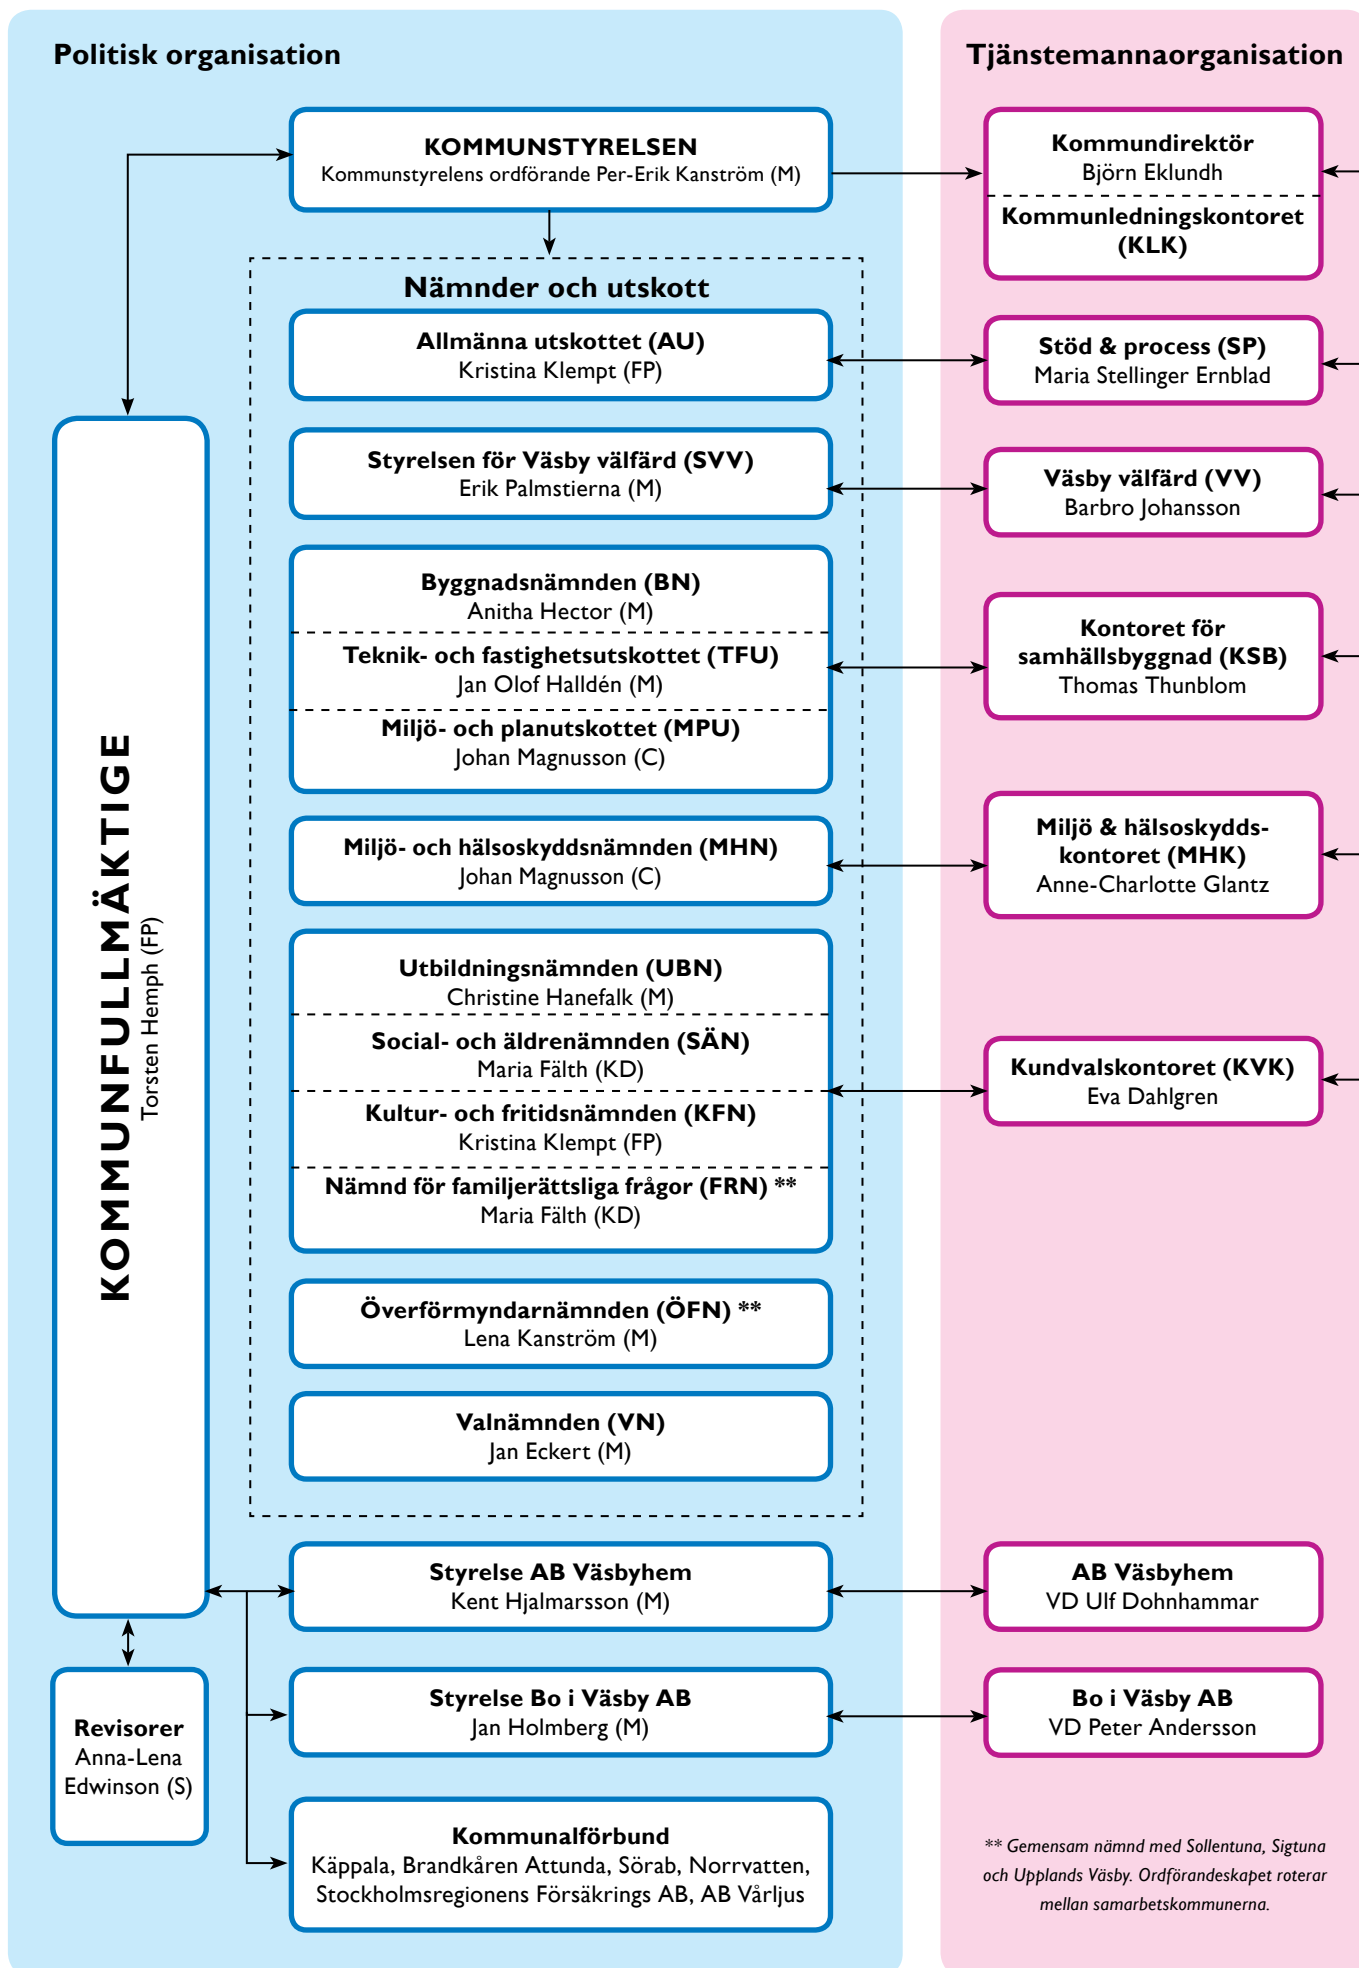 Politisk organisation
KOMMUNSTYRELSEN
Kommunstyrelens ordförande Per-Erik Kanström (M)
Nämnder och utskott
Allmänna utskottet (AU)
Kristina Klempt (FP)
Styrelsen för Väsby välfärd (SVV)
Erik Palmstierna (M)
Byggnadsnämnden (BN)
Anitha Hector (M)
Teknik- och fastighetsutskottet (TFU)
Jan Olof Halldén (M)
Miljö- och planutskottet (MPU)
Johan Magnusson (C)
Miljö- och hälsoskyddsnämnden (MHN)
Johan Magnusson (C)
Utbildningsnämnden (UBN)
Christine Hanefalk (M)
Social- och äldrenämnden (SÄN)
Maria Fälth (KD)
Kultur- och fritidsnämnden (KFN)
Kristina Klempt (FP)
Nämnd för familjerättsliga frågor (FRN) **
Maria Fälth (KD)
Överförmyndarnämnden (ÖFN) **
Lena Kanström (M)
Valnämnden (VN)
Jan Eckert (M)
KOMMUNFULLMÄKTIGE
Torsten Hemph (FP)
Revisorer
Anna-Lena
Edwinson (S)
Styrelse AB Väsbyhem
Kent Hjalmarsson (M)
Styrelse Bo i Väsby AB
Jan Holmberg (M)
Kommunalförbund
Käppala, Brandkåren Attunda, Sörab, Norrvatten,
Stockholmsregionens Försäkrings AB, AB Vårljus
Tjänstemannaorganisation
Kommundirektör
Björn Eklundh
Kommunledningskontoret
(KLK)
Stöd & process (SP)
Maria Stellinger Ernblad
Väsby välfärd (VV)
Barbro Johansson
Kontoret för
samhällsbyggnad (KSB)
Thomas Thunblom
Miljö & hälsoskydds-
kontoret (MHK)
Anne-Charlotte Glantz
Kundvalskontoret (KVK)
Eva Dahlgren
AB Väsbyhem
VD Ulf Dohnhammar
Bo i Väsby AB
VD Peter Andersson
** Gemensam nämnd med Sollentuna, Sigtuna
och Upplands Väsby. Ordförandeskapet roterar
mellan samarbetskommunerna.